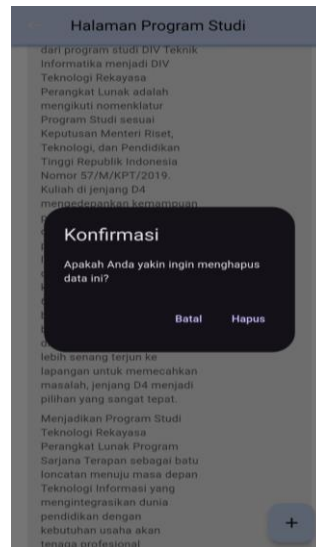 Halaman Program Studi
dari program studi DIV Teknik
Informatika menjadi DIV
Teknologi Rekayasa
Perangkat Lunak adalah
mengikuti nomenklatur
Program Studi sesuai
Keputusan Menteri Riset,
Teknologi, dan Pendidikan
Tinggi Republik Indonesia
Nomor 57/M/KPT/2019.
Kuliah di jenjang D4
mengedepankan kemampuan
Konfirmasi
Apakah Anda yakin ingin menghapus
data ini?
Batal Hapus
lebih senang terjun ke
lapangan untuk memecahkan
masalah, jenjang D4 menjadi
pilihan yang sangat tepat.
Menjadikan Program Studi
Teknologi Rekayasa
Perangkat Lunak Program
Sarjana Terapan sebagai batu
loncatan menuju masa depan
Teknologi Informasi yang
mengintegrasikan dunia
pendidikan dengan
kebutuhan usaha akan
+
tenaga profesional